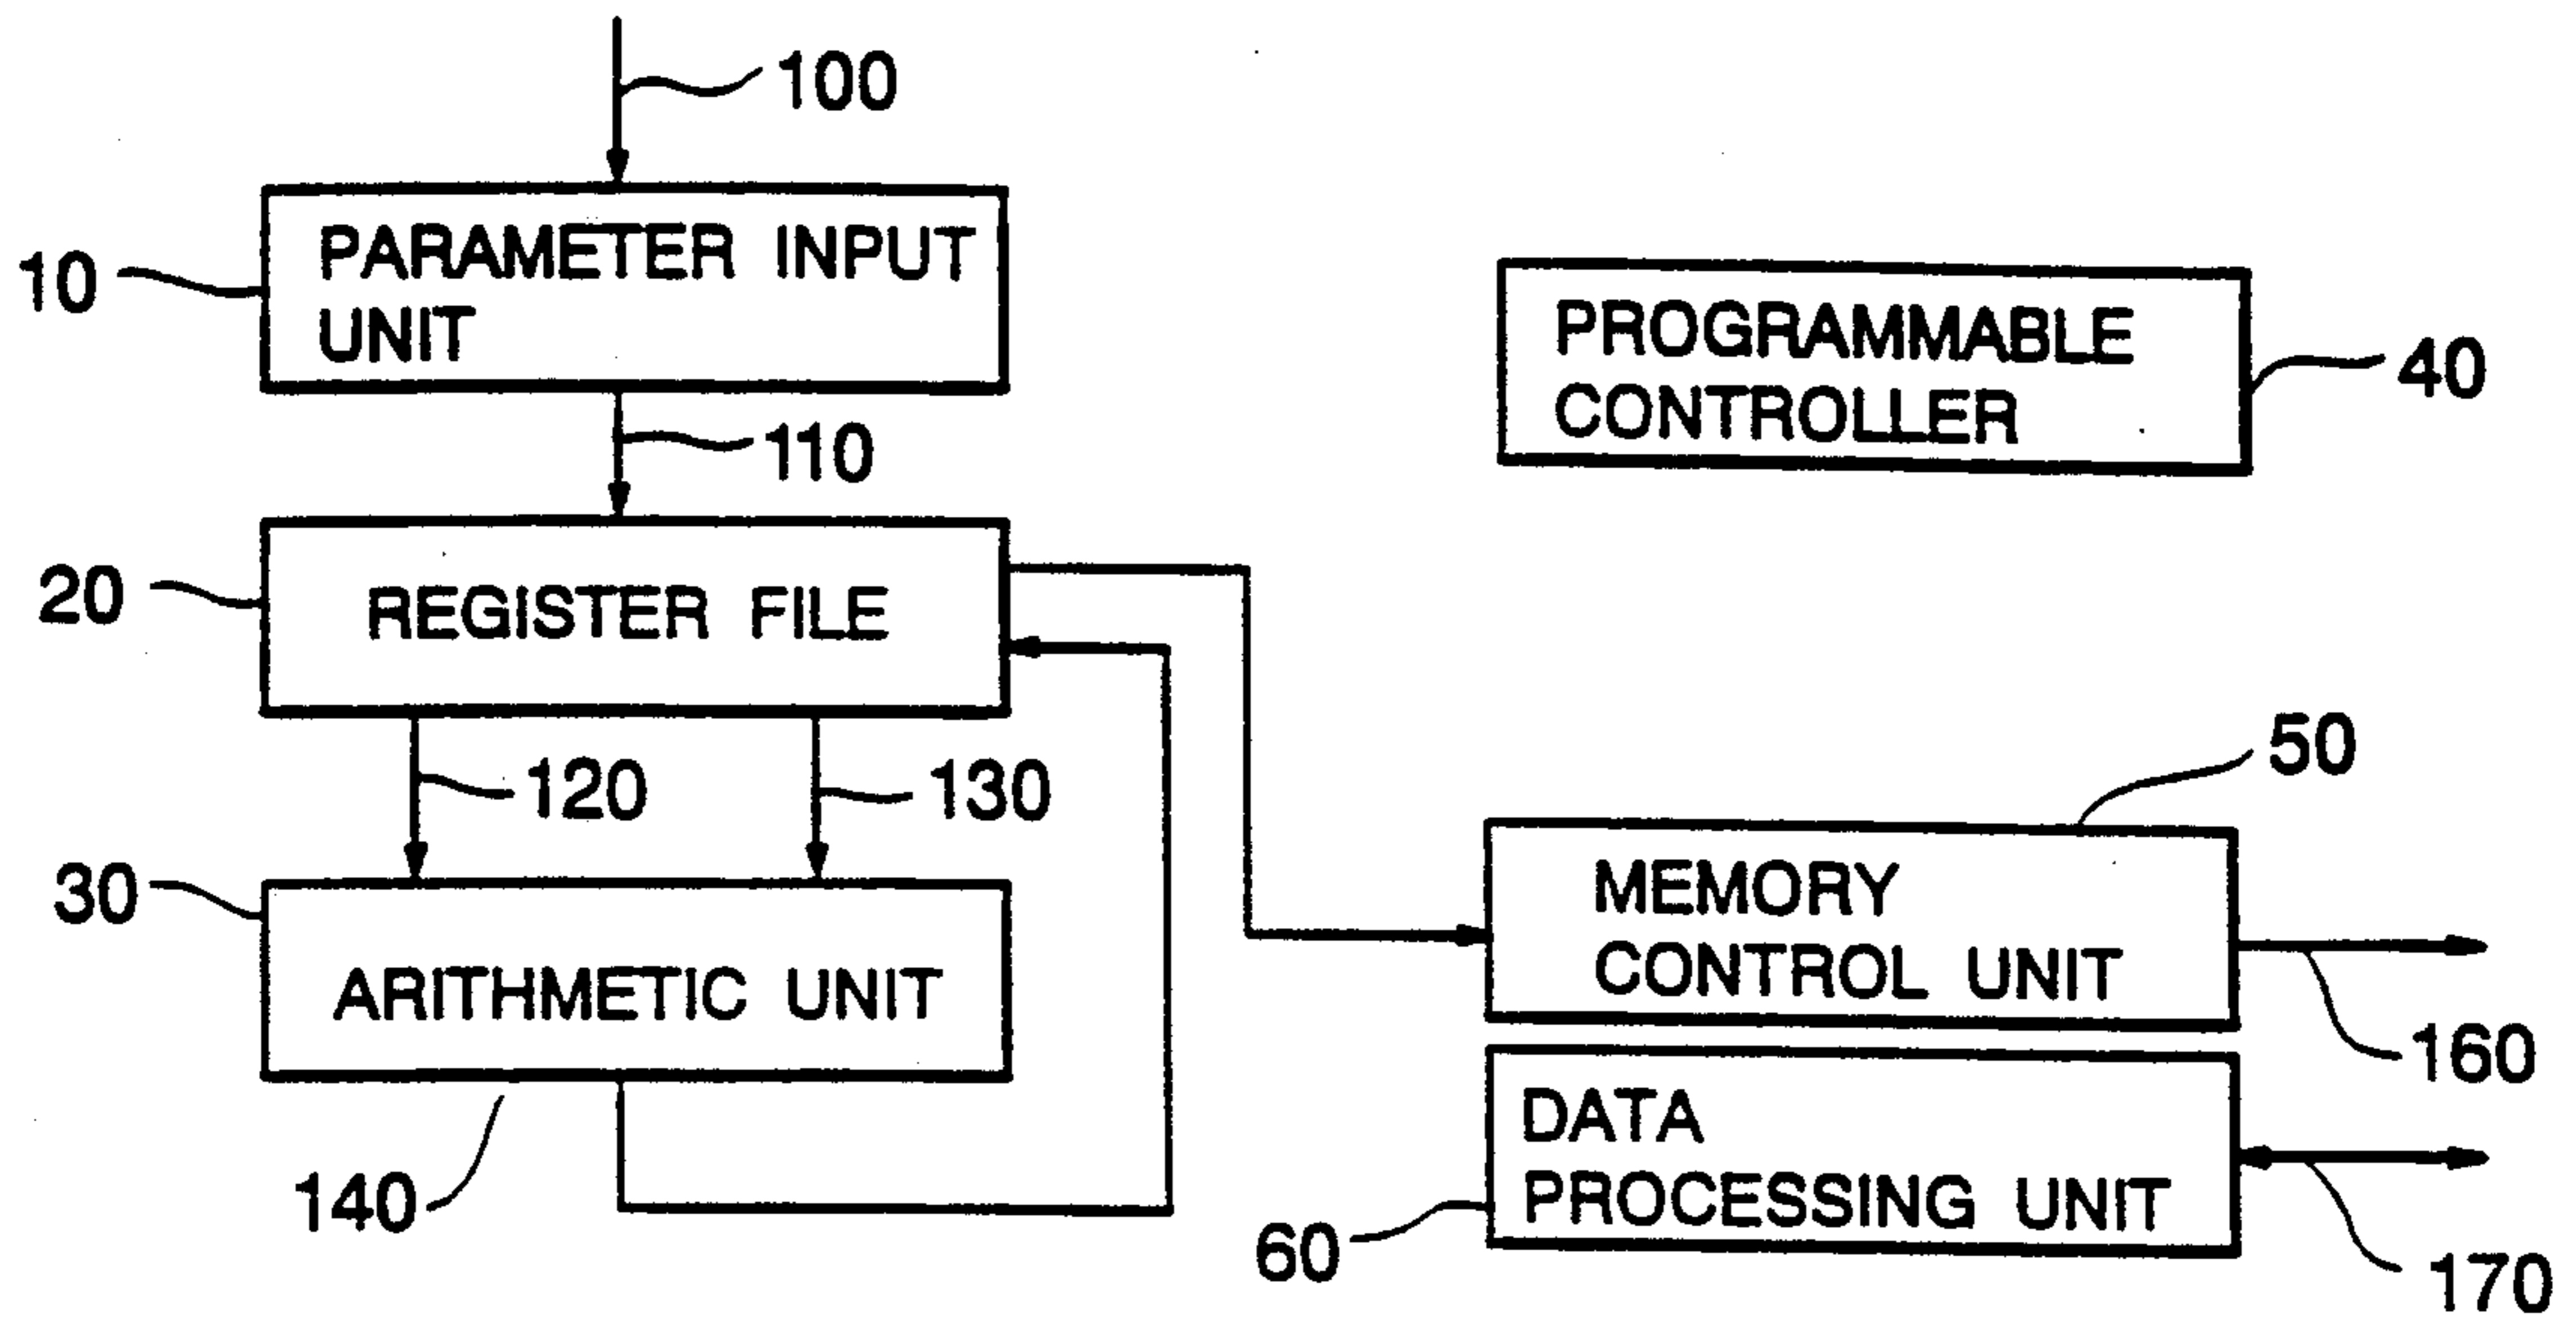 100
10
PARAMETER INPUT
UNIT
110
20
REGISTER FILE
120
130
30
ARITHMETIC UNIT
140
PROGRAMMABLE
CONTROLLER
40
50
MEMORY
CONTROL UNIT
160
DATA
PROCESSING UNIT
60
170